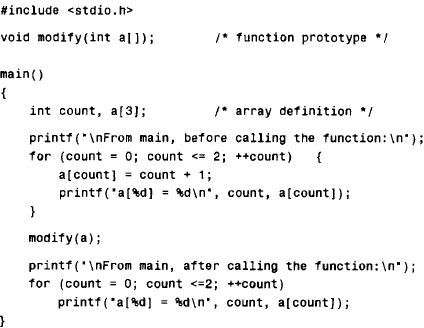 #include <stdio.h>
void modify(int a[]);          /* function prototype */
main()
{
    int count, a[3];          /* array definition */
    printf("\nFrom main, before calling the function:\n");
    for (count = 0; count <= 2; ++count)   {
        a[count] = count + 1;
        printf("a[%d] = %d\n", count, a[count]);
    }
    modify(a);
    printf("\nFrom main, after calling the function:\n");
    for (count = 0; count <=2; ++count)
        printf("a[%d] = %d\n", count, a[count]);
}